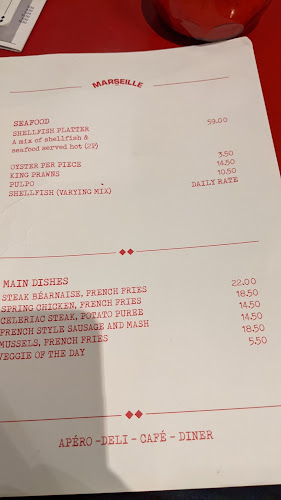 MARSEILLE
SEAFOOD
SHELLFISH PLATTER 59.00
A mix of shellfish &
seafood served hot (2P)
OYSTER PER PIECE 3.50
KING PRAWNS 14.50
PULPO 10.50
SHELLFISH (VARYING MIX) DAILY RATE
MAIN DISHES
STEAK BÉARNAISE, FRENCH FRIES 22.00
SPRING CHICKEN, FRENCH FRIES 18.50
CELERIAC STEAK, POTATO PUREE 14.50
FRENCH STYLE SAUSAGE AND MASH 14.50
MUSSELS, FRENCH FRIES 18.50
VEGGIE OF THE DAY 5.50
APÉRO - DELI - CAFÉ - DINER